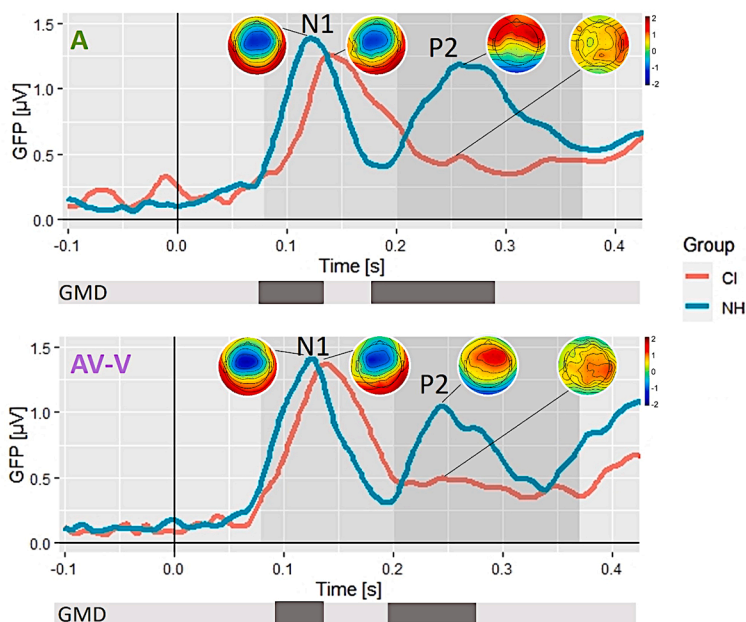 A
N1
P2
2
1
0
-1
-2
1.5
1.0
0.5
0.0
GFP [µV]
-0.1
0.0
0.1
0.2
0.3
0.4
Time [s]
GMD
Group
CI
NH
AV-V
N1
P2
2
1
0
-1
-2
1.5
1.0
0.5
0.0
GFP [µV]
-0.1
0.0
0.1
0.2
0.3
0.4
Time [s]
GMD